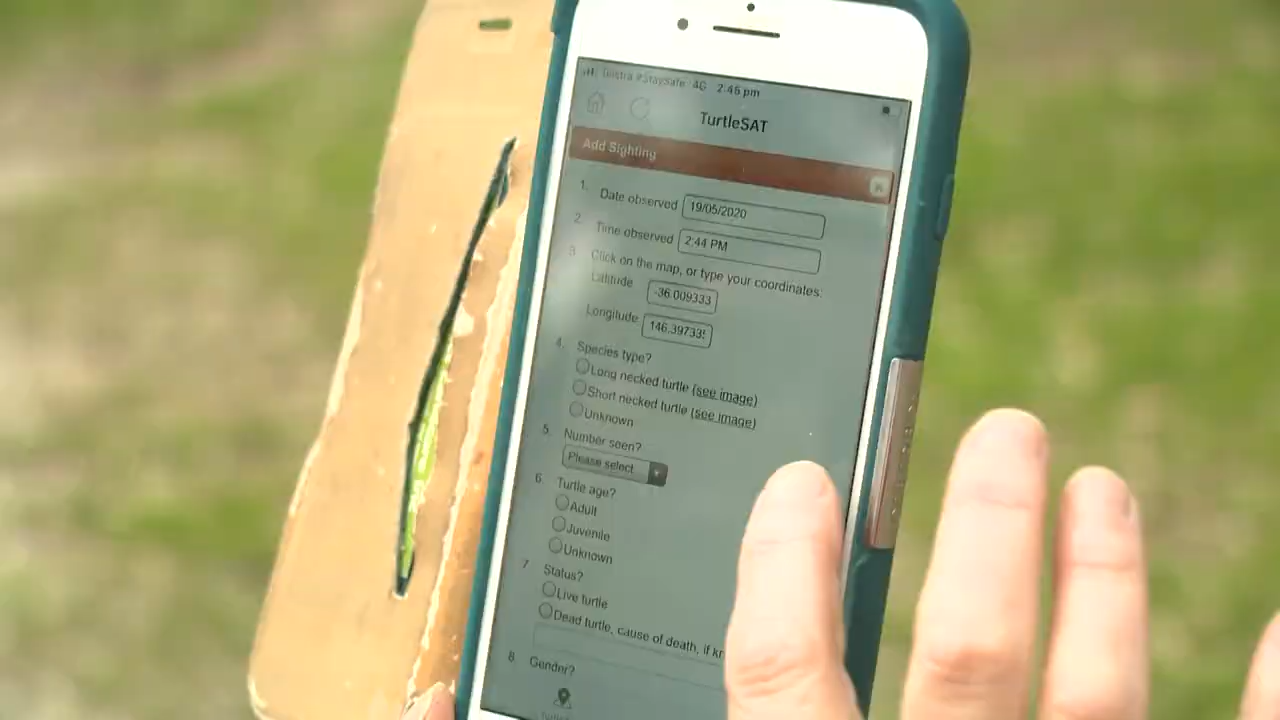 Telstra #StaySafe 4G 2:45 pm
TurtleSAT
Add Sighting
1. Date observed 19/05/2020
2. Time observed 2:44 PM
3. Click on the map, or type your coordinates:
Latitude -36.009333
Longitude 146.39733
4. Species type?
Long necked turtle (see image)
Short necked turtle (see image)
Unknown
5. Number seen?
Please select
6. Turtle age?
Adult
Juvenile
Unknown
7 Status?
Live turtle
Dead turtle, cause of death, if
8 Gender?